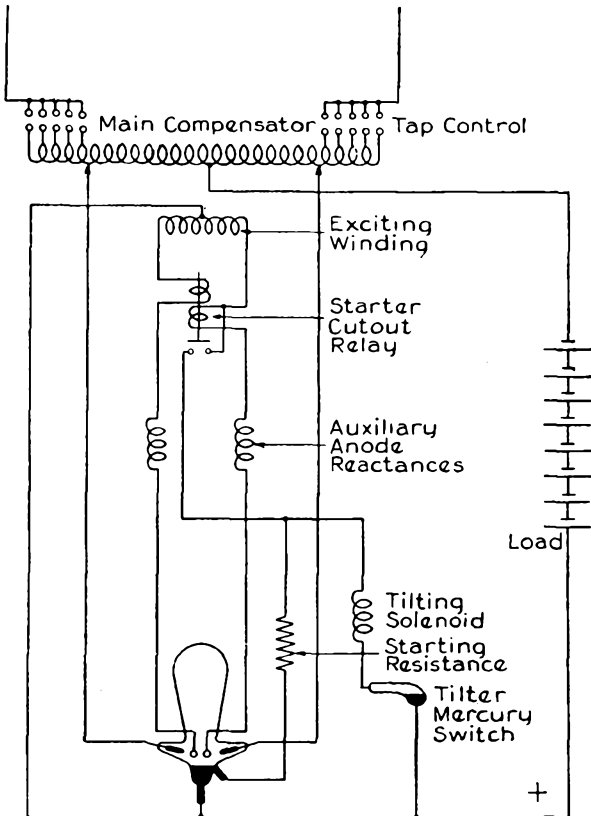 Main Compensator
Tap Control
Exciting
Winding
Starter
Cutout
Relay
Auxiliary
Anode
Reactances
Load
Tilting
Solenoid
Starting
Resistance
Tilter
Mercury
Switch
+
-